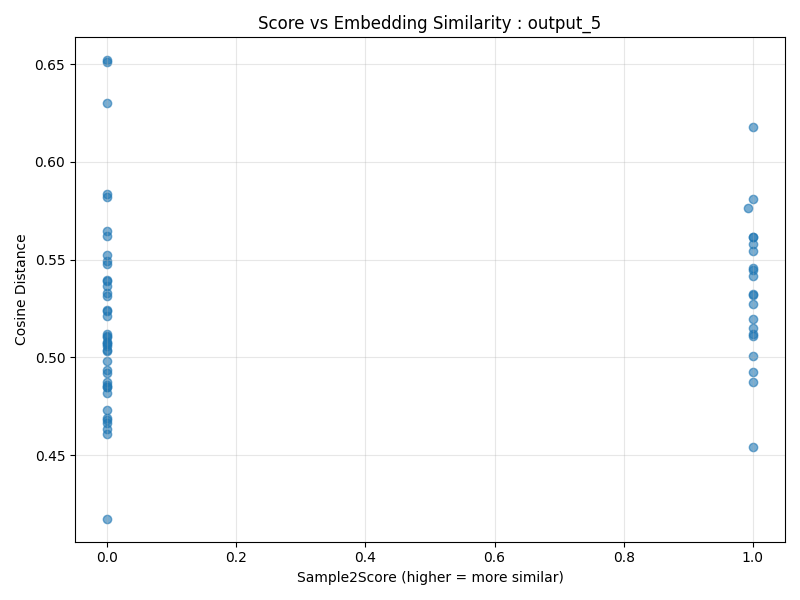 Score vs Embedding Similarity : output_5
Cosine Distance
0.65
0.60
0.55
0.50
0.45
0.0 0.2 0.4 0.6 0.8 1.0
Sample2Score (higher = more similar)